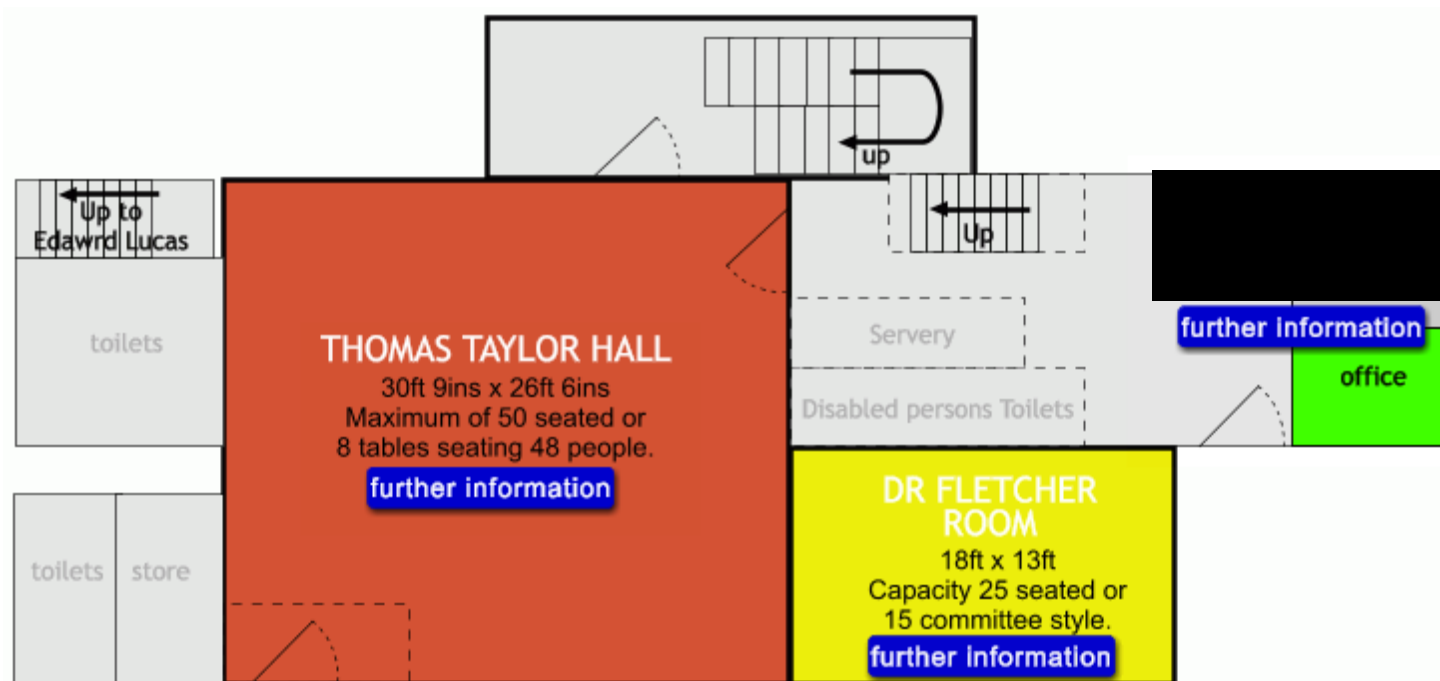 up
Up to
Edawrd Lucas
Up
toilets
THOMAS TAYLOR HALL
30ft 9ins x 26ft 6ins
Maximum of 50 seated or
8 tables seating 48 people.
further information
Servery
Disabled persons Toilets
further information
office
DR FLETCHER
ROOM
18ft x 13ft
Capacity 25 seated or
15 committee style.
further information
toilets
store